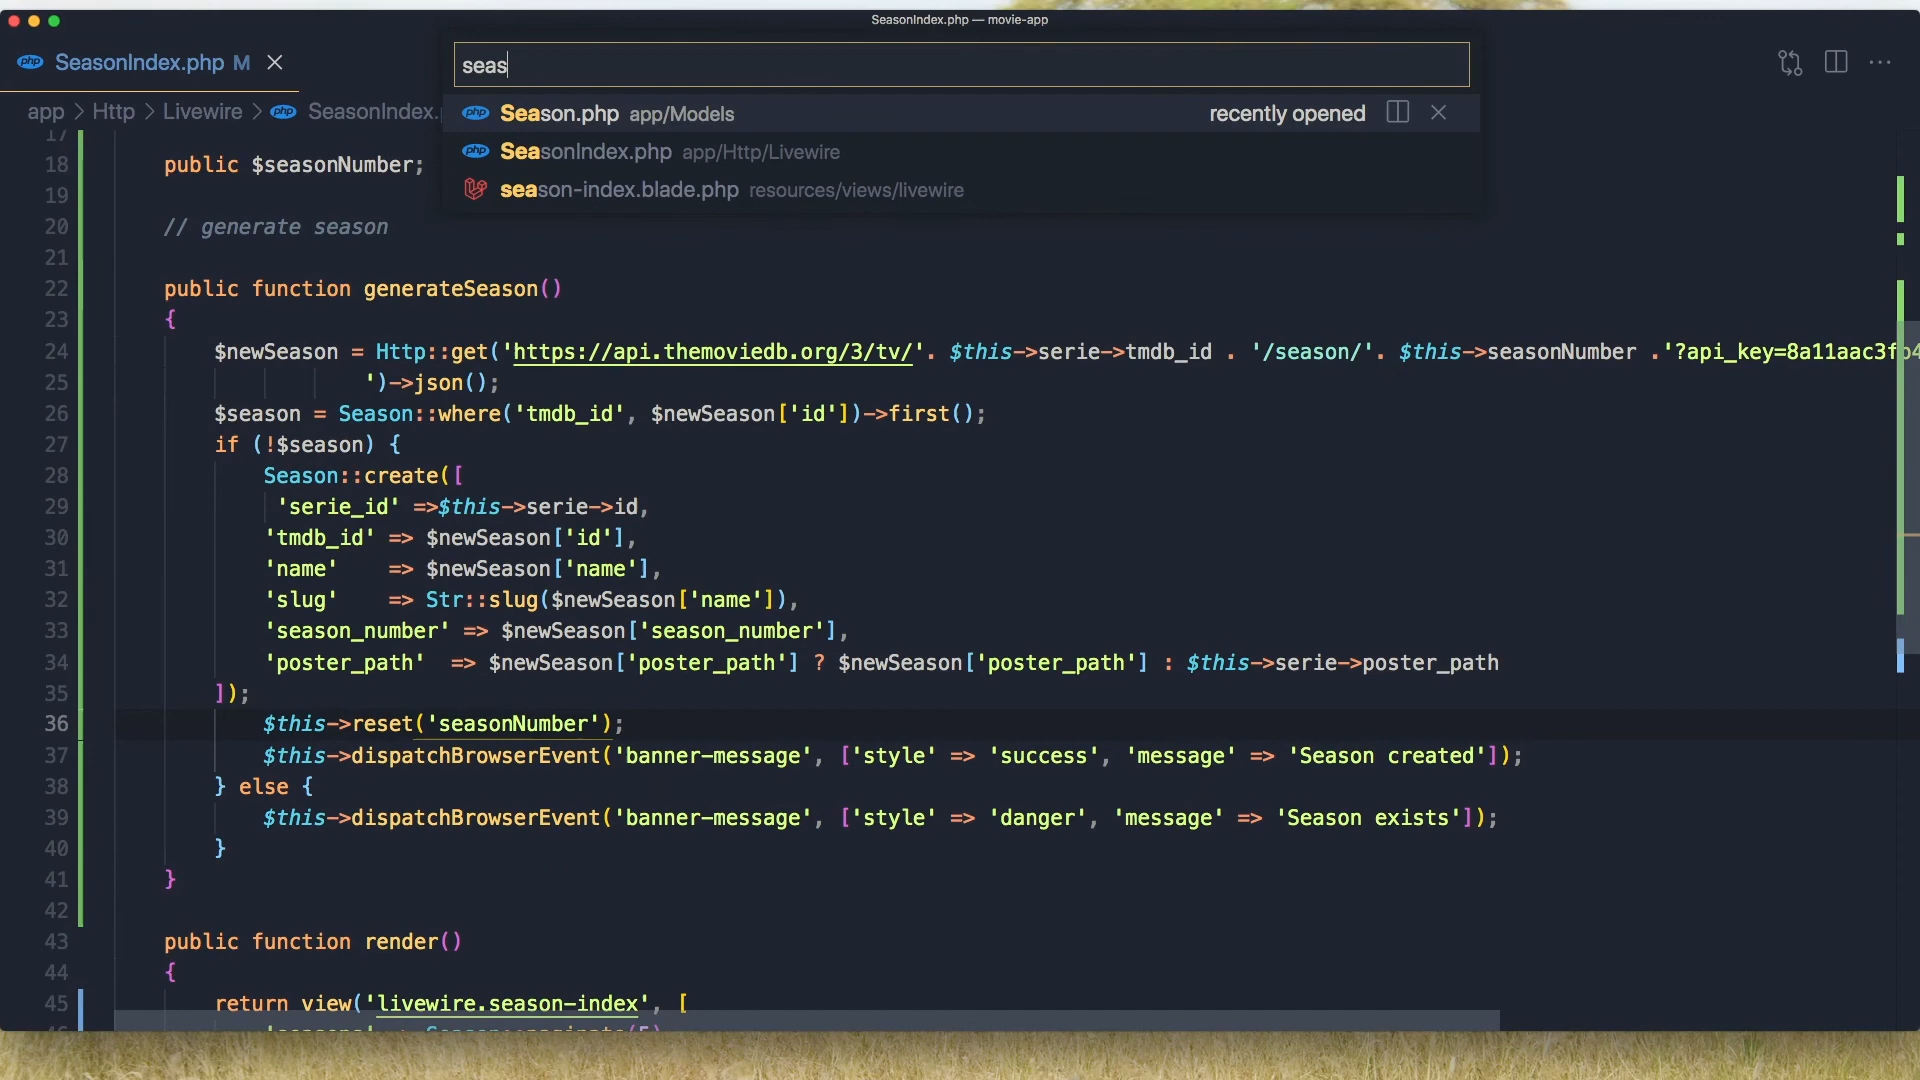 SeasonIndex.php — movie-app
php SeasonIndex.php M
seas
app > Http > Livewire > php SeasonIndex.
php Season.php app/Models recently opened
php SeasonIndex.php app/Http/Livewire
season-index.blade.php resources/views/livewire
17
18 public $seasonNumber;
19
20 // generate season
21
22 public function generateSeason()
23 {
24 $newSeason = Http::get('https://api.themoviedb.org/3/tv/'. $this->serie->tmdb_id . '/season/'. $this->seasonNumber .'?api_key=8a11aac3fb4
25 ')->json();
26 $season = Season::where('tmdb_id', $newSeason['id'])->first();
27 if (!$season) {
28 Season::create([
29 'serie_id' =>$this->serie->id,
30 'tmdb_id' => $newSeason['id'],
31 'name' => $newSeason['name'],
32 'slug' => Str::slug($newSeason['name']),
33 'season_number' => $newSeason['season_number'],
34 'poster_path' => $newSeason['poster_path'] ? $newSeason['poster_path'] : $this->serie->poster_path
35 ]);
36 $this->reset('seasonNumber');
37 $this->dispatchBrowserEvent('banner-message', ['style' => 'success', 'message' => 'Season created']);
38 } else {
39 $this->dispatchBrowserEvent('banner-message', ['style' => 'danger', 'message' => 'Season exists']);
40 }
41 }
42
43 public function render()
44 {
45 return view('livewire.season-index', [